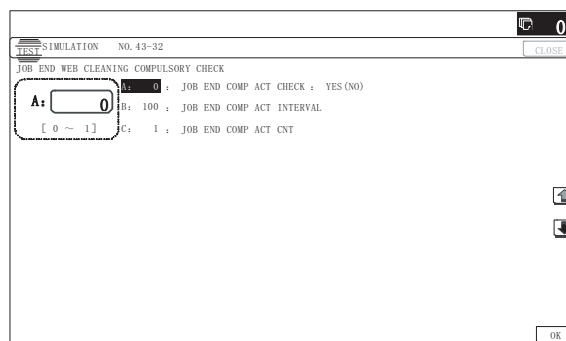 0
TEST SIMULATION NO. 43-32
CLOSE
JOB END WEB CLEANING COMPULSORY CHECK
A: 0
[ 0 ~ 1]
A: 0 : JOB END COMP ACT CHECK : YES(NO)
B: 100 : JOB END COMP ACT INTERVAL
C: 1 : JOB END COMP ACT CNT
OK